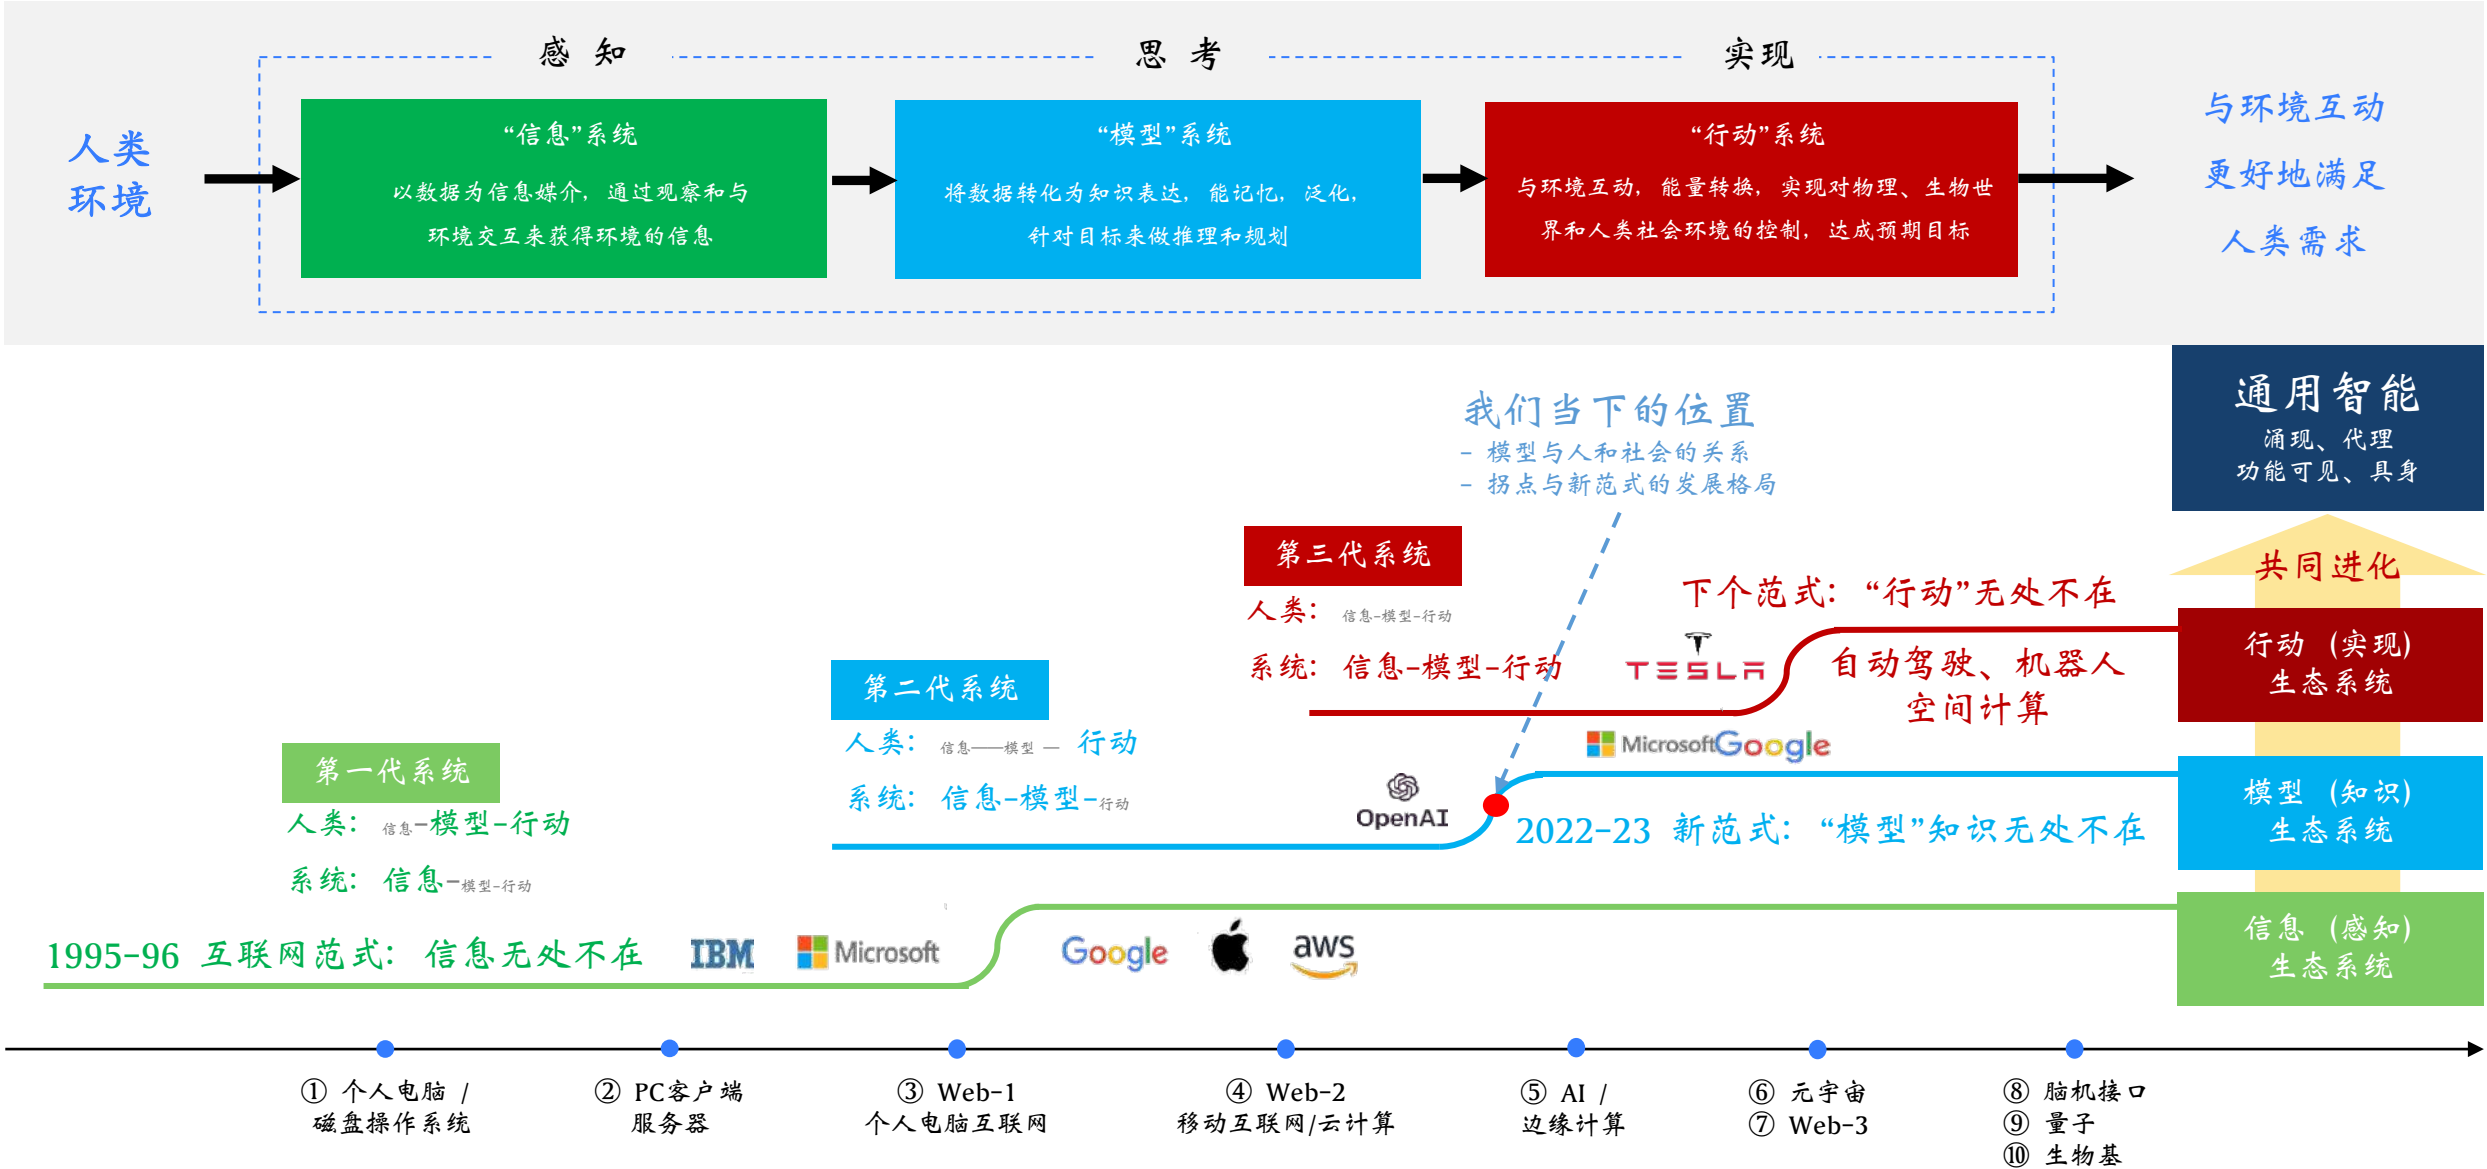 感 知
思 考
实现
人类
环境
“信息”系统
以数据为信息媒介，通过观察和与
环境交互来获得环境的信息
“模型”系统
将数据转化为知识表达，能记忆，泛化，
针对目标来做推理和规划
“行动”系统
与环境互动，能量转换，实现对物理、生物世
界和人类社会环境的控制，达成预期目标
与环境互动
更好地满足
人类需求
通用智能
涌现、代理
功能可见、具身
我们当下的位置
- 模型与人和社会的关系
- 拐点与新范式的发展格局
共同进化
第三代系统
人类： 信息-模型-行动
系统： 信息-模型-行动
下个范式：“行动”无处不在
TESLA
自动驾驶、机器人
空间计算
行动（实现）
生态系统
第二代系统
人类： 信息——模型 — 行动
系统： 信息-模型-行动
OpenAI
Microsoft
Google
2022-23 新范式：“模型”知识无处不在
模型（知识）
生态系统
第一代系统
人类： 信息-模型-行动
系统： 信息-模型-行动
1995-96 互联网范式：信息无处不在
IBM
Microsoft
Google
aws
信息（感知）
生态系统
① 个人电脑 /
磁盘操作系统
② PC客户端
服务器
③ Web-1
个人电脑互联网
④ Web-2
移动互联网/云计算
⑤ AI /
边缘计算
⑥ 元宇宙
⑦ Web-3
⑧ 脑机接口
⑨ 量子
⑩ 生物基